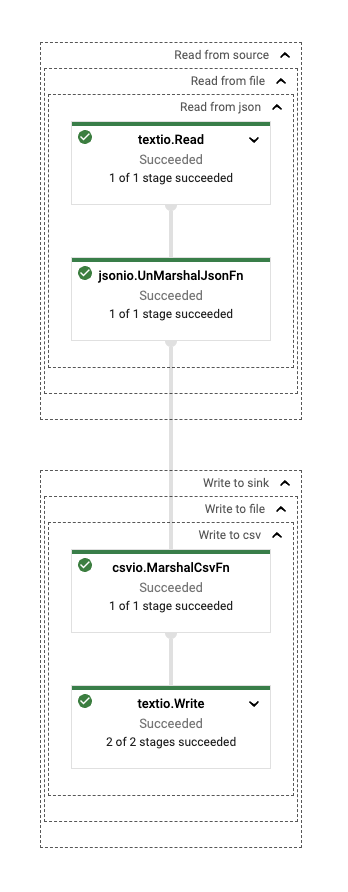 Read from source
Read from file
Read from json
textio.Read
Succeeded
1 of 1 stage succeeded
jsonio.UnMarshalJsonFn
Succeeded
1 of 1 stage succeeded
Write to sink
Write to file
Write to csv
csvio.MarshalCsvFn
Succeeded
1 of 1 stage succeeded
textio.Write
Succeeded
2 of 2 stages succeeded